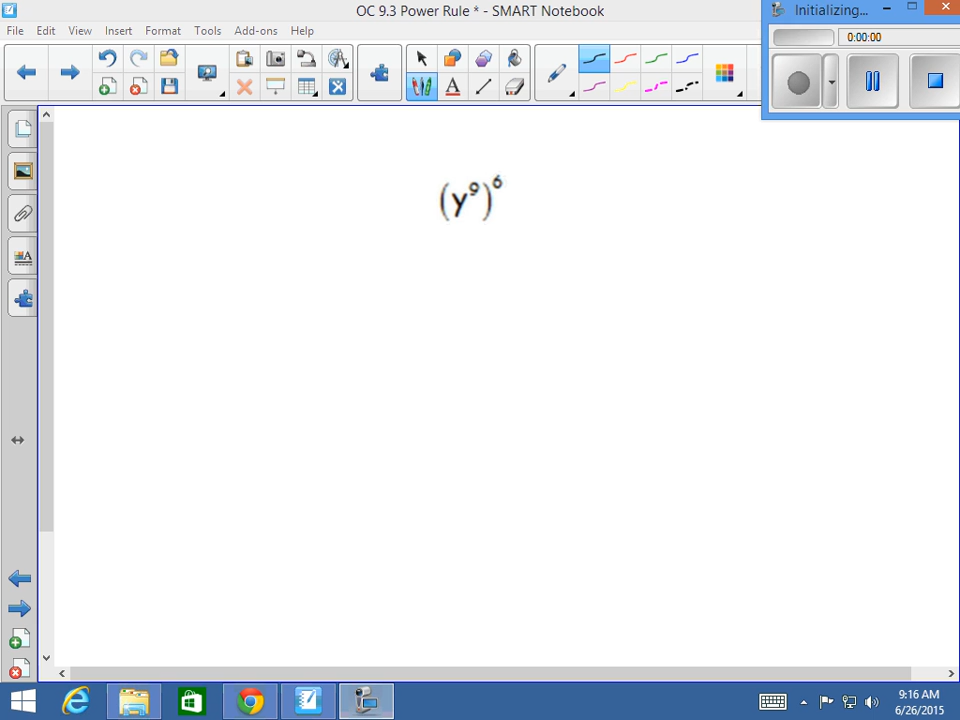 OC 9.3 Power Rule * - SMART Notebook
Initializing...
File Edit View Insert Format Tools Add-ons Help
0:00:00
(y⁹)⁶
9:16 AM
6/26/2015